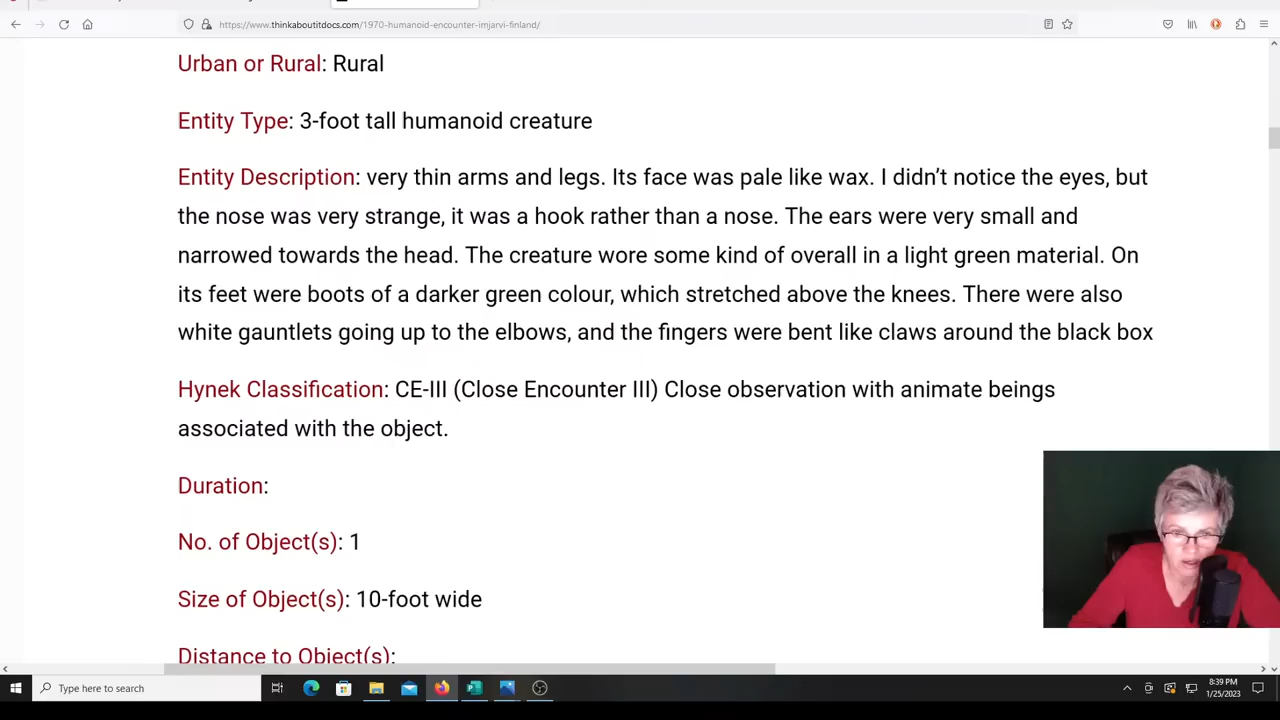 https://www.thinkaboutitdocs.com/1970-humanoid-encounter-imjarvi-finland/
Urban or Rural: Rural
Entity Type: 3-foot tall humanoid creature
Entity Description: very thin arms and legs. Its face was pale like wax. I didn’t notice the eyes, but
the nose was very strange, it was a hook rather than a nose. The ears were very small and
narrowed towards the head. The creature wore some kind of overall in a light green material. On
its feet were boots of a darker green colour, which stretched above the knees. There were also
white gauntlets going up to the elbows, and the fingers were bent like claws around the black box
Hynek Classification: CE-III (Close Encounter III) Close observation with animate beings
associated with the object.
Duration:
No. of Object(s): 1
Size of Object(s): 10-foot wide
Distance to Object(s):
Type here to search
8:39 PM
1/25/2023